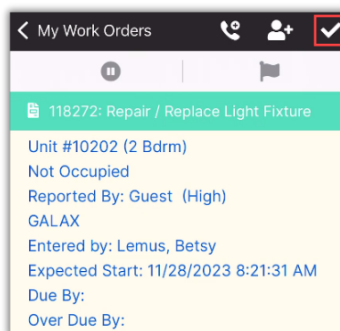 My Work Orders
118272: Repair / Replace Light Fixture
Unit #10202 (2 Bdrm)
Not Occupied
Reported By: Guest (High)
GALAX
Entered by: Lemus, Betsy
Expected Start: 11/28/2023 8:21:31 AM
Due By:
Over Due By: